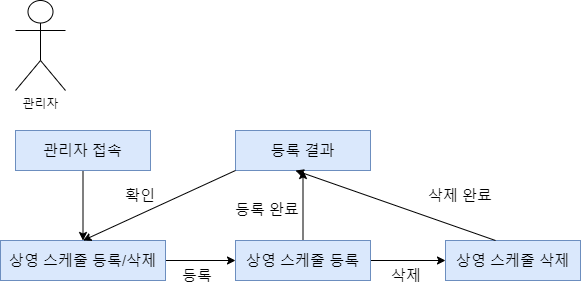 관리자
관리자 접속
등록 결과
확인
등록 완료
삭제 완료
상영 스케줄 등록/삭제
등록
상영 스케줄 등록
삭제
상영 스케줄 삭제